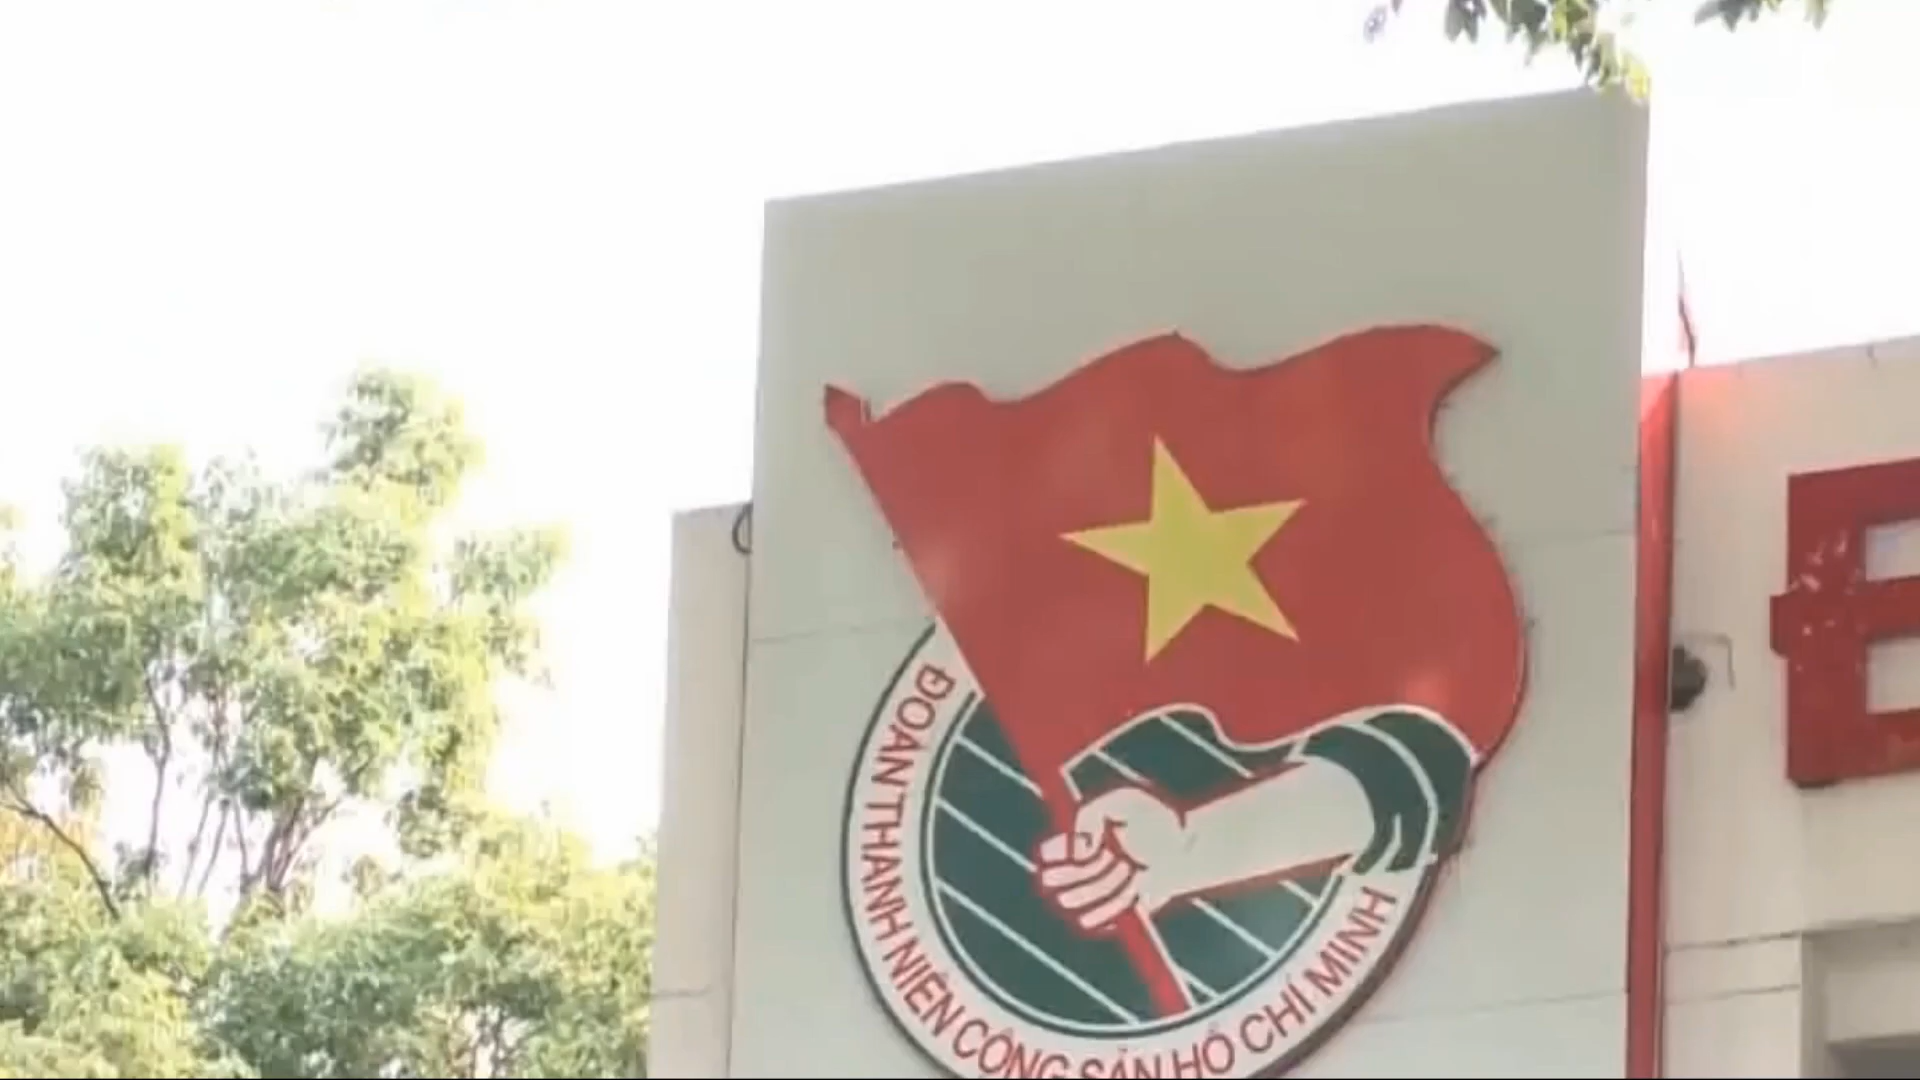 ĐOÀN THANH NIÊN CỘNG SẢN HỒ CHÍ MINH